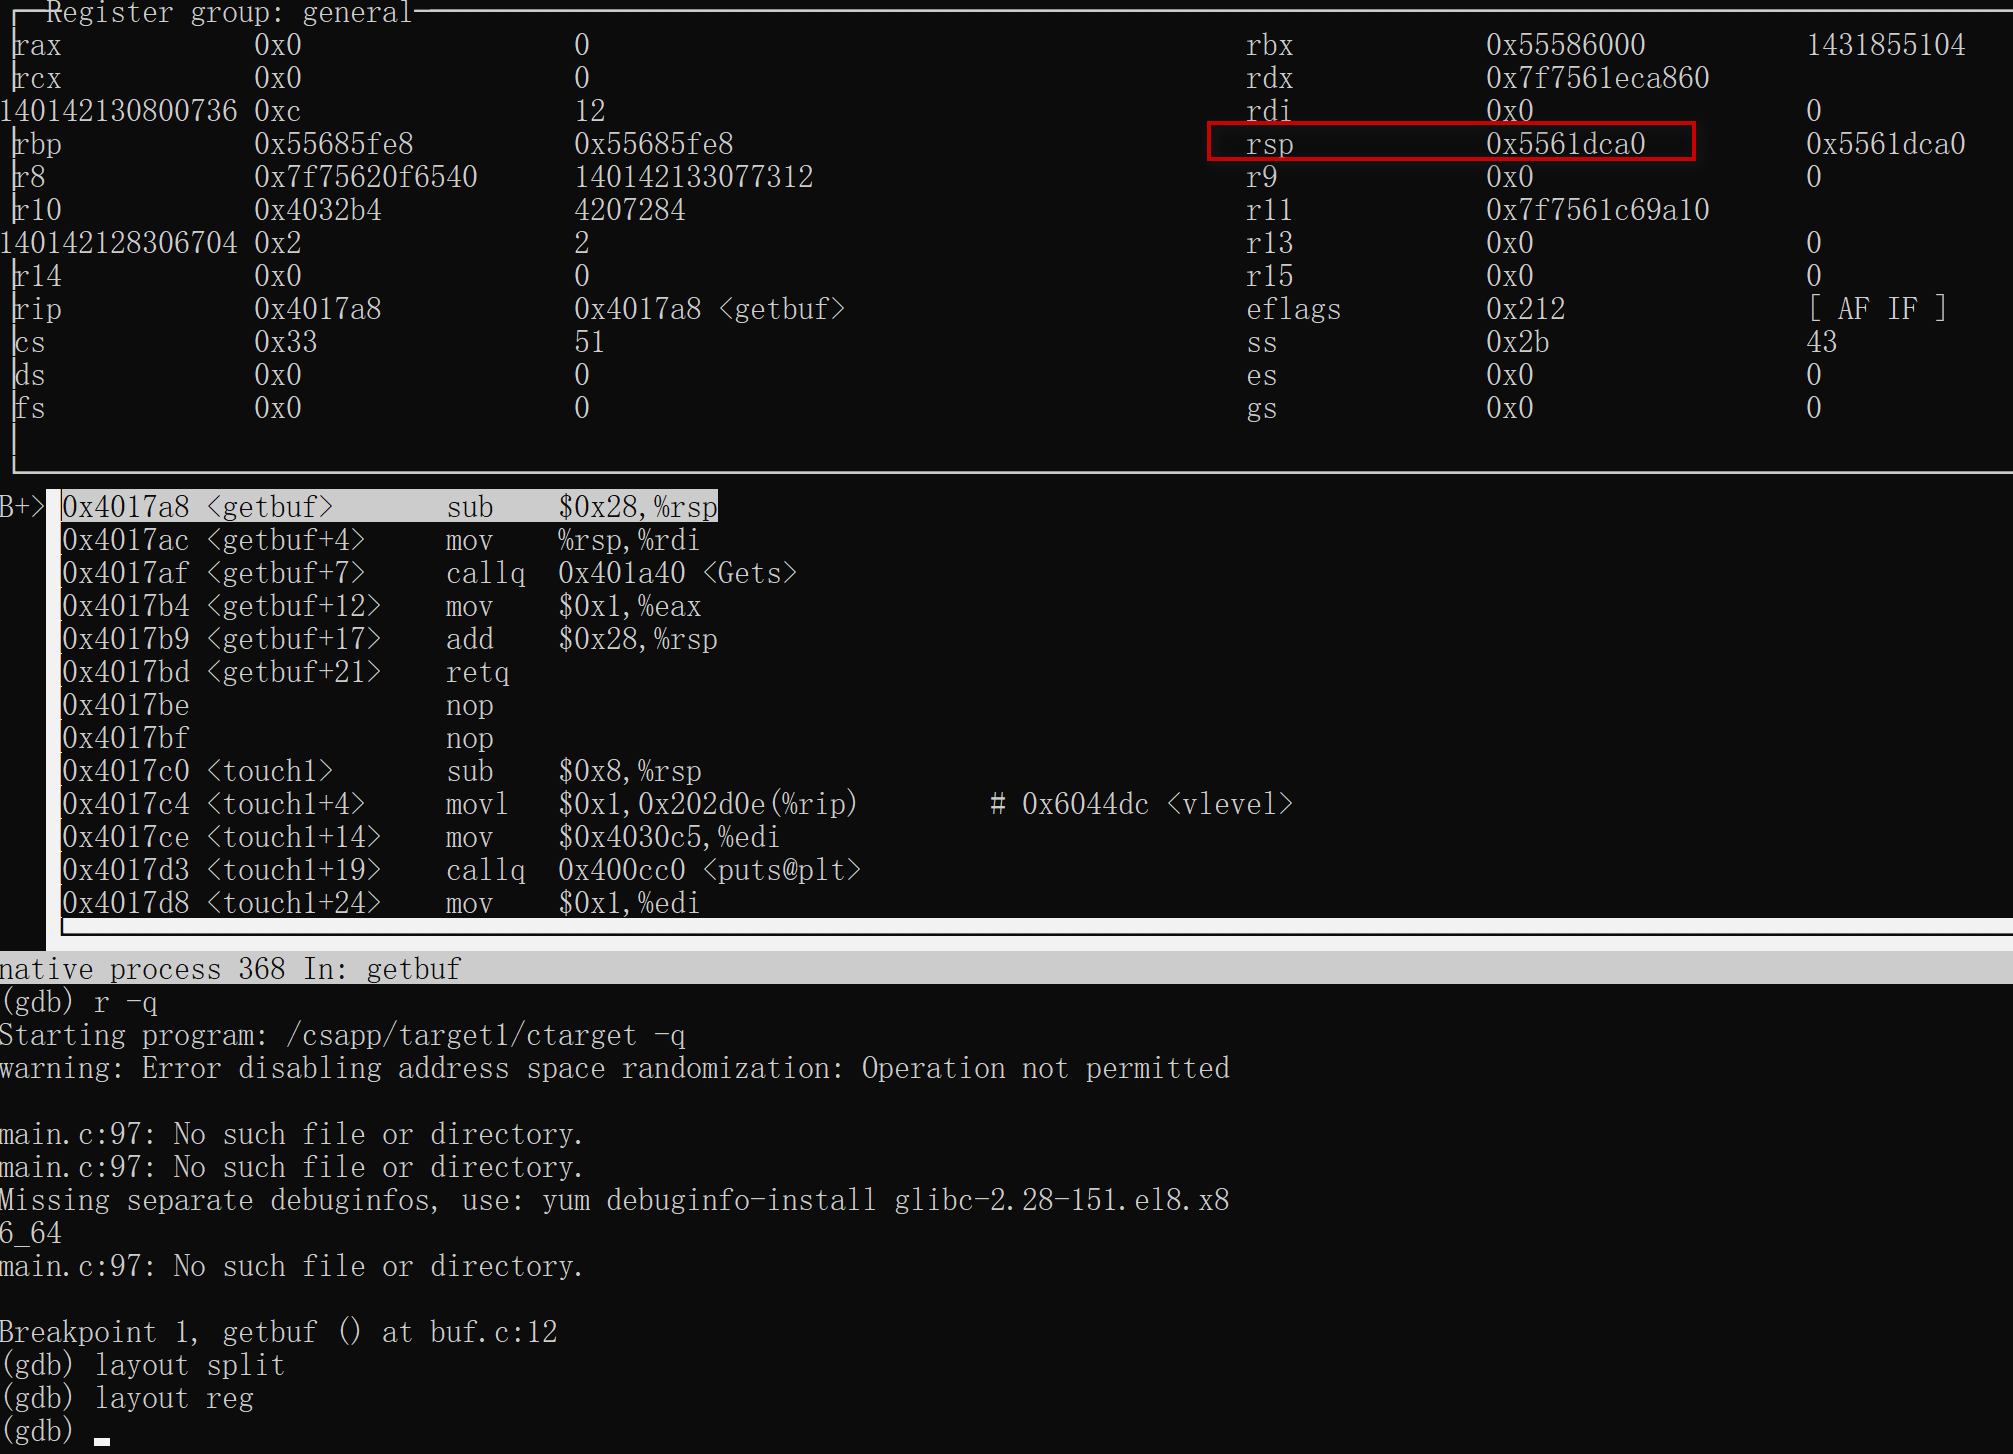 Register group: general
rax 0x0 0 rbx 0x55586000 1431855104
rcx 0x0 0 rdx 0x7f7561eca860
140142130800736 0xc 12 rdi 0x0 0
rbp 0x55685fe8 0x55685fe8 rsp 0x5561dca0 0x5561dca0
r8 0x7f75620f6540 140142133077312 r9 0x0 0
r10 0x4032b4 4207284 r11 0x7f7561c69a10
140142128306704 0x2 2 r13 0x0 0
r14 0x0 0 r15 0x0 0
rip 0x4017a8 0x4017a8 <getbuf> eflags 0x212 [ AF IF ]
cs 0x33 51 ss 0x2b 43
ds 0x0 0 es 0x0 0
fs 0x0 0 gs 0x0 0
B+> 0x4017a8 <getbuf> sub $0x28,%rsp
0x4017ac <getbuf+4> mov %rsp,%rdi
0x4017af <getbuf+7> callq 0x401a40 <Gets>
0x4017b4 <getbuf+12> mov $0x1,%eax
0x4017b9 <getbuf+17> add $0x28,%rsp
0x4017bd <getbuf+21> retq
0x4017be nop
0x4017bf nop
0x4017c0 <touch1> sub $0x8,%rsp
0x4017c4 <touch1+4> movl $0x1,0x202d0e(%rip) # 0x6044dc <vlevel>
0x4017ce <touch1+14> mov $0x4030c5,%edi
0x4017d3 <touch1+19> callq 0x400cc0 <puts@plt>
0x4017d8 <touch1+24> mov $0x1,%edi
native process 368 In: getbuf
(gdb) r -q
Starting program: /csapp/target1/ctarget -q
warning: Error disabling address space randomization: Operation not permitted
main.c:97: No such file or directory.
main.c:97: No such file or directory.
Missing separate debuginfos, use: yum debuginfo-install glibc-2.28-151.el8.x8
6_64
main.c:97: No such file or directory.
Breakpoint 1, getbuf () at buf.c:12
(gdb) layout split
(gdb) layout reg
(gdb)